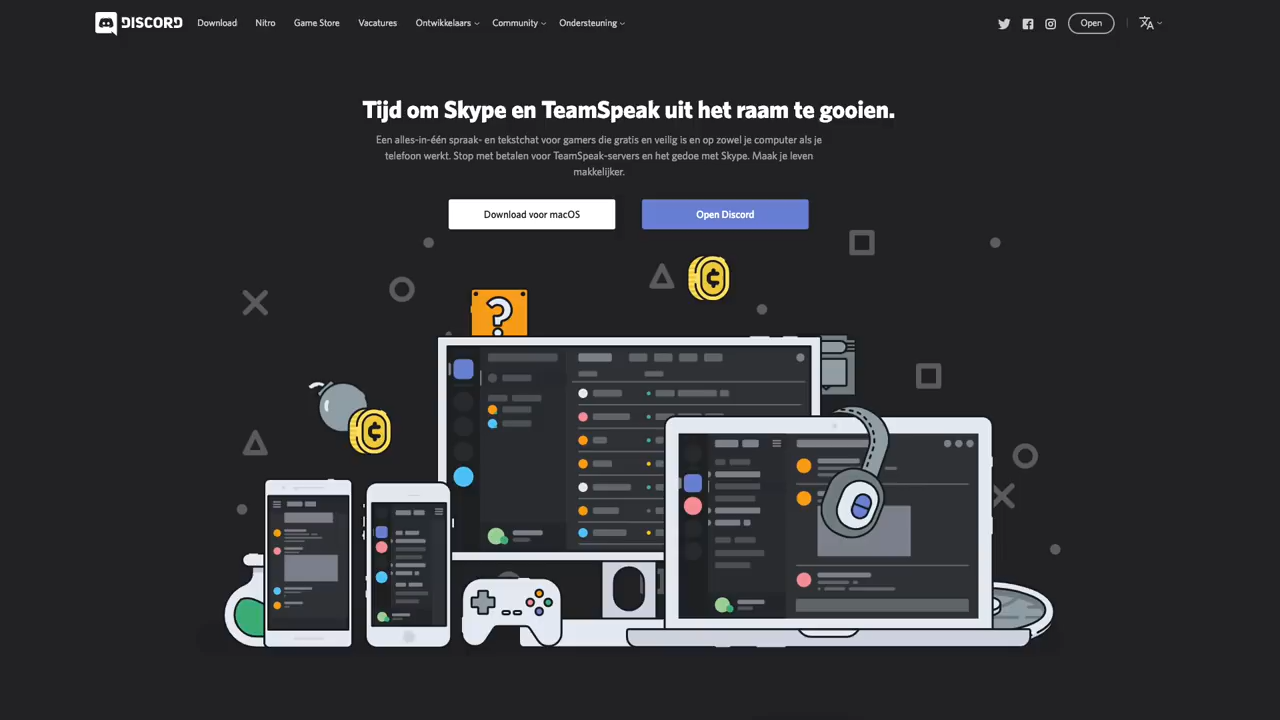 DISCORD
Download
Nitro
Game Store
Vacatures
Ontwikkelaars
Community
Ondersteuning
Open
Tijd om Skype en TeamSpeak uit het raam te gooien.
Een alles-in-één spraak- en tekstchat voor gamers die gratis en veilig is en op zowel je computer als je
telefoon werkt. Stop met betalen voor TeamSpeak-servers en het gedoe met Skype. Maak je leven
makkelijker.
Download voor macOS
Open Discord